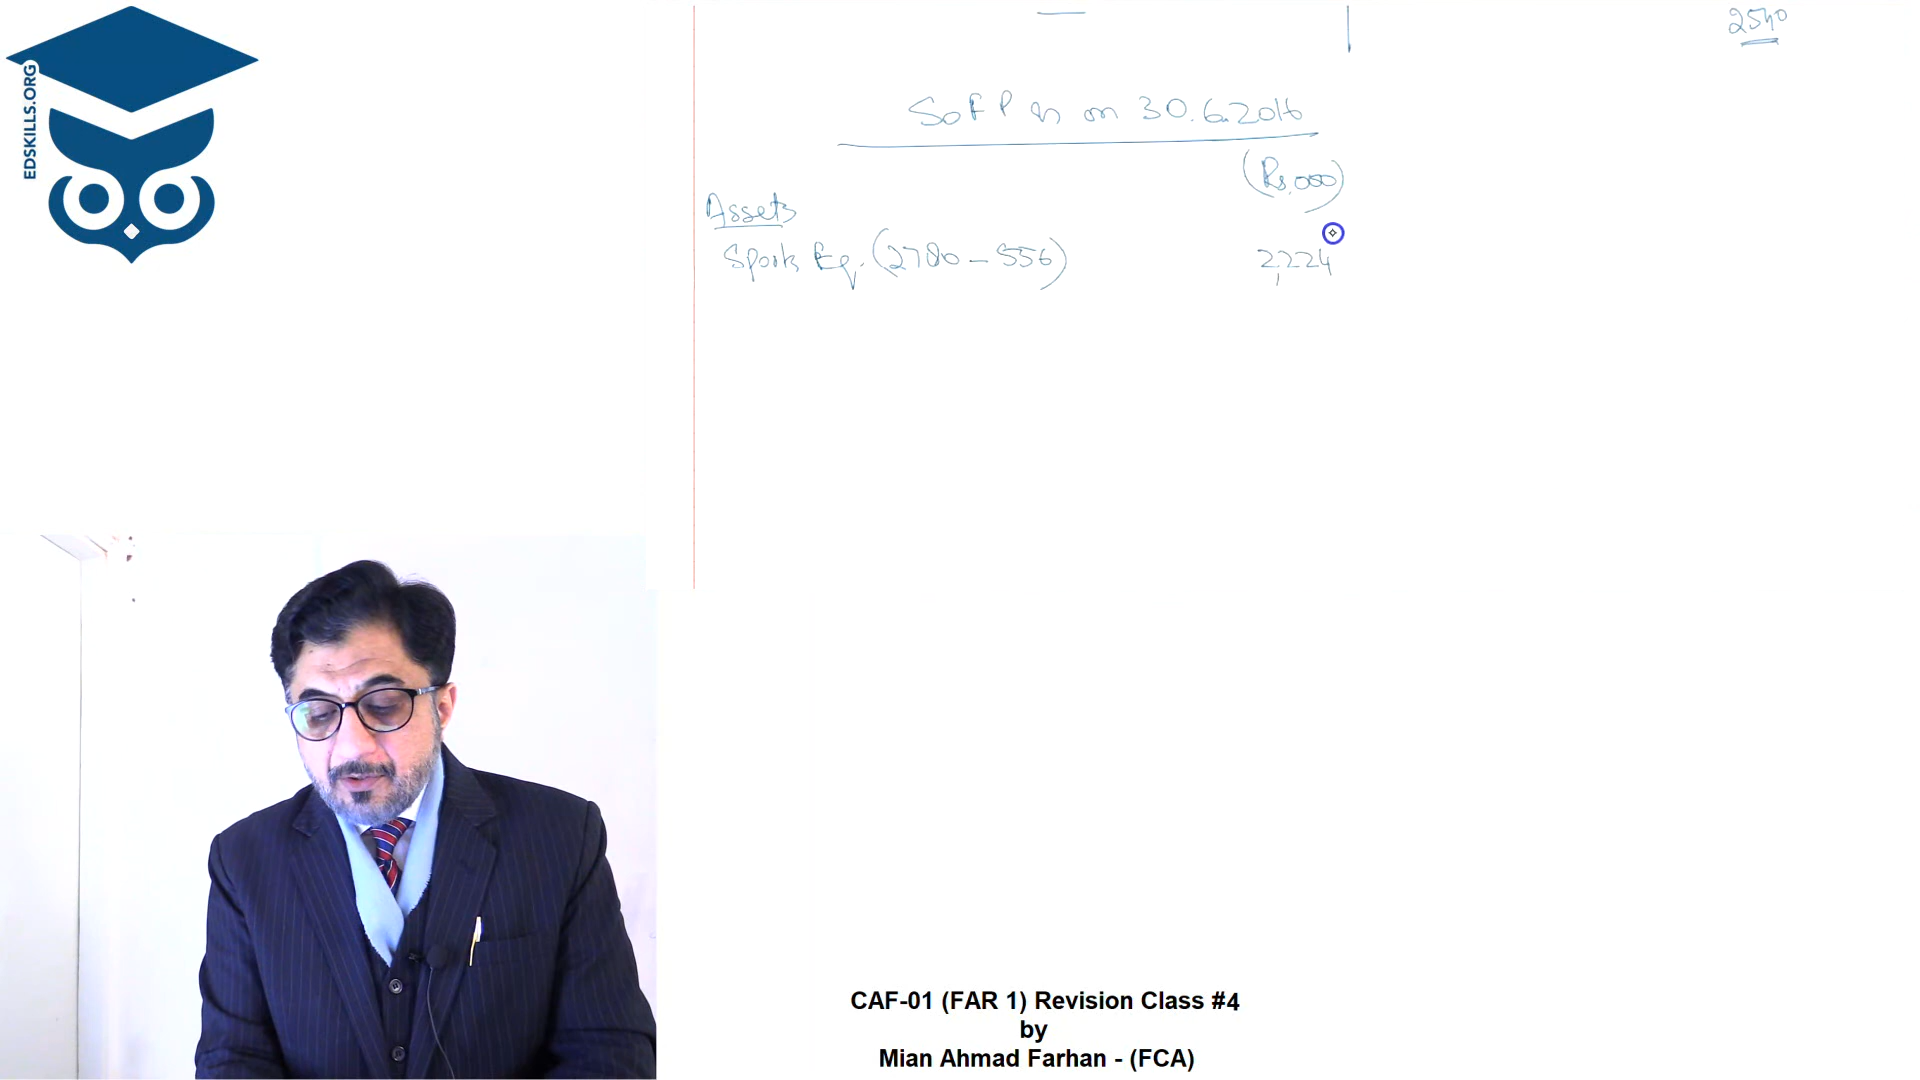 EDSKILLS.ORG
2540
SOFP as on 30.6.2016
(Rs.000)
Assets
Sports Eq. (2780 - 556) 2,224
CAF-01 (FAR 1) Revision Class #4
by
Mian Ahmad Farhan - (FCA)